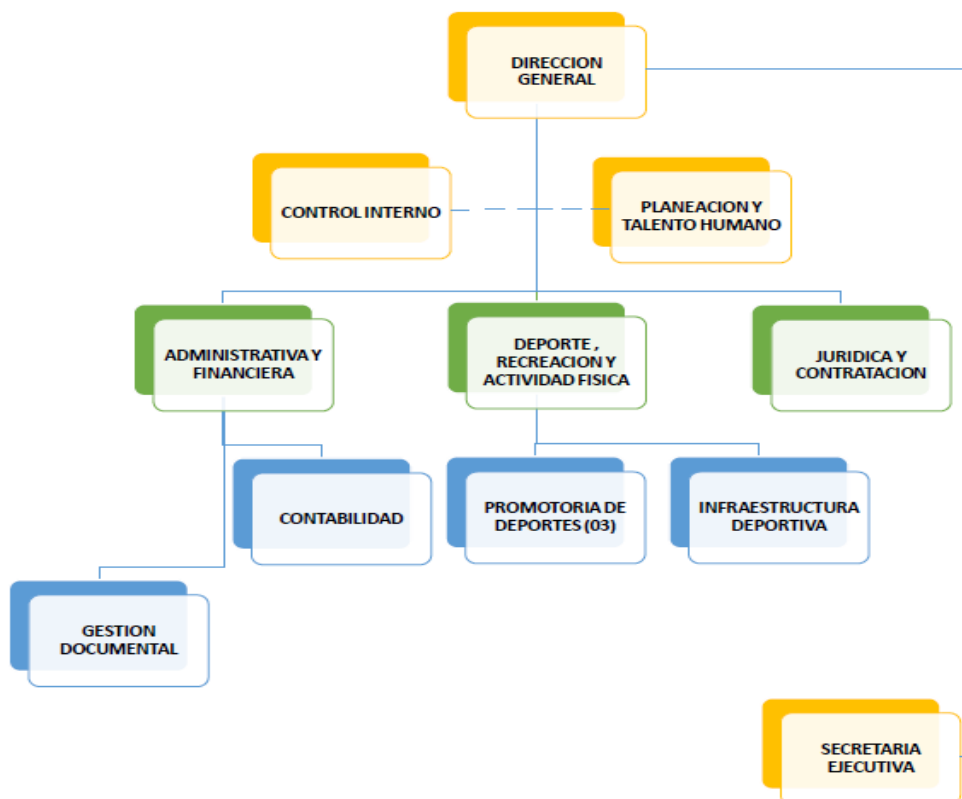 DIRECCION
GENERAL
CONTROL INTERNO
PLANEACION Y
TALENTO HUMANO
ADMINISTRATIVA Y
FINANCIERA
DEPORTE ,
RECREACION Y
ACTIVIDAD FISICA
JURIDICA Y
CONTRATACION
CONTABILIDAD
PROMOTORIA DE
DEPORTES (03)
INFRAESTRUCTURA
DEPORTIVA
GESTION
DOCUMENTAL
SECRETARIA
EJECUTIVA